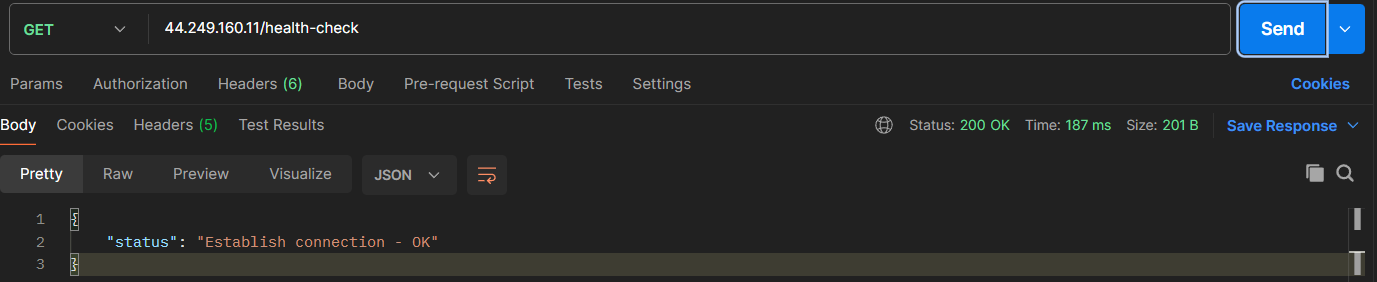 GET 44.249.160.11/health-check Send
Params Authorization Headers (6) Body Pre-request Script Tests Settings Cookies
Body Cookies Headers (5) Test Results Status: 200 OK Time: 187 ms Size: 201 B Save Response
Pretty Raw Preview Visualize JSON
1 {
2 "status": "Establish connection - OK"
3 }